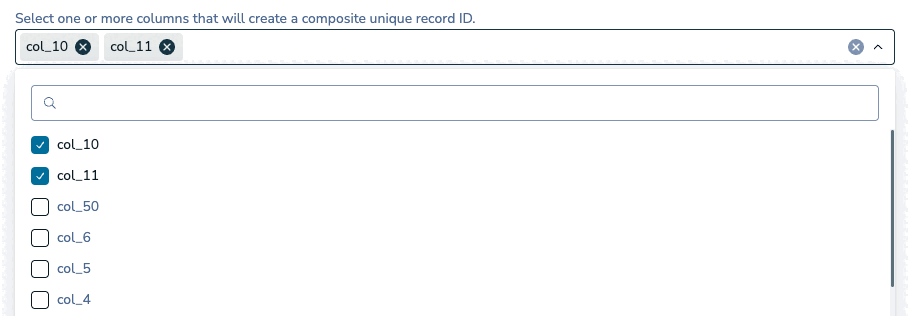 Select one or more columns that will create a composite unique record ID.
col_10 col_11
col_10
col_11
col_50
col_6
col_5
col_4